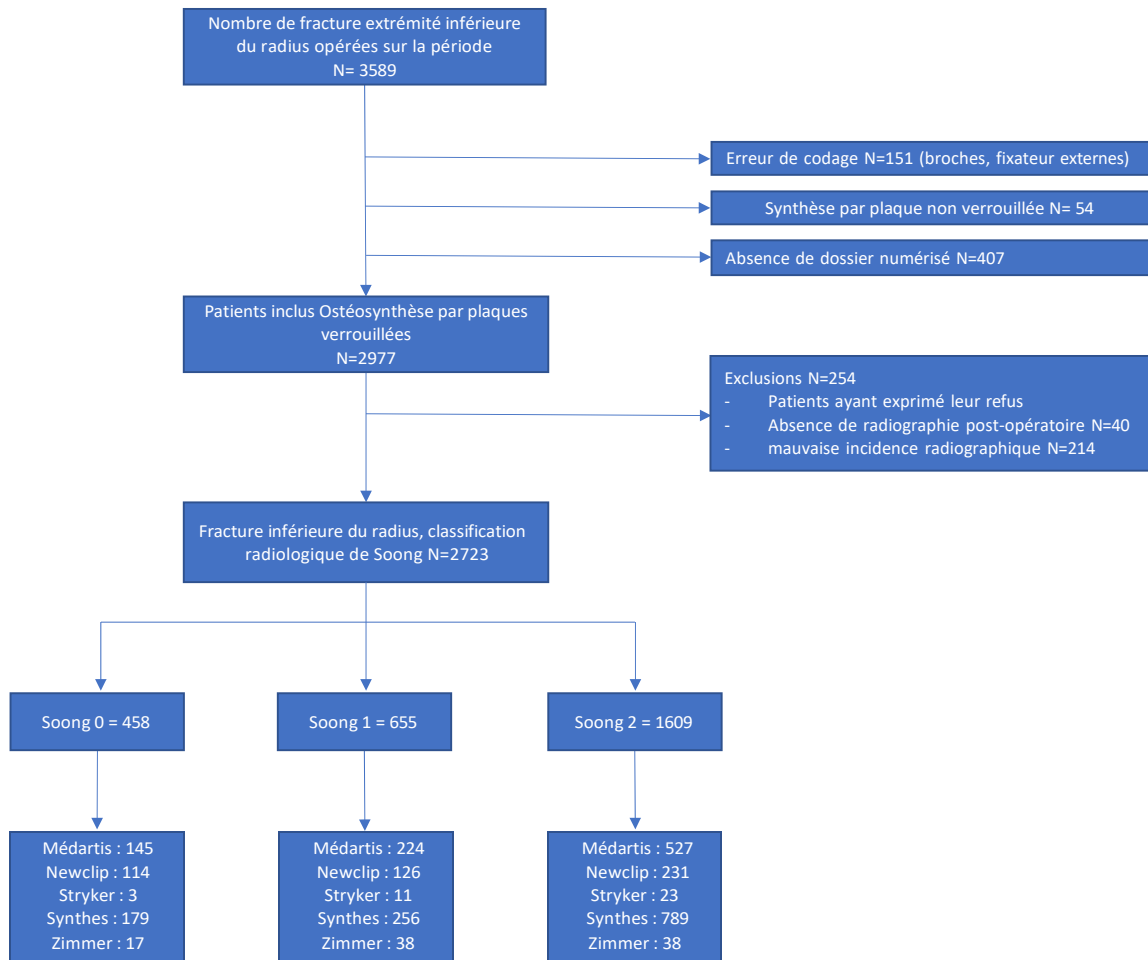 Nombre de fracture extrémité inférieure
du radius opérées sur la période
N= 3589
Erreur de codage N=151 (broches, fixateur externes)
Synthèse par plaque non verrouillée N= 54
Absence de dossier numérisé N=407
Patients inclus Ostéosynthèse par plaques
verrouillées
N=2977
Exclusions N=254
- Patients ayant exprimé leur refus
- Absence de radiographie post-opératoire N=40
- mauvaise incidence radiographique N=214
Fracture inférieure du radius, classification
radiologique de Soong N=2723
Soong 0 = 458
Soong 1 = 655
Soong 2 = 1609
Médartis : 145
Newclip : 114
Stryker : 3
Synthes : 179
Zimmer : 17
Médartis : 224
Newclip : 126
Stryker : 11
Synthes : 256
Zimmer : 38
Médartis : 527
Newclip : 231
Stryker : 23
Synthes : 789
Zimmer : 38